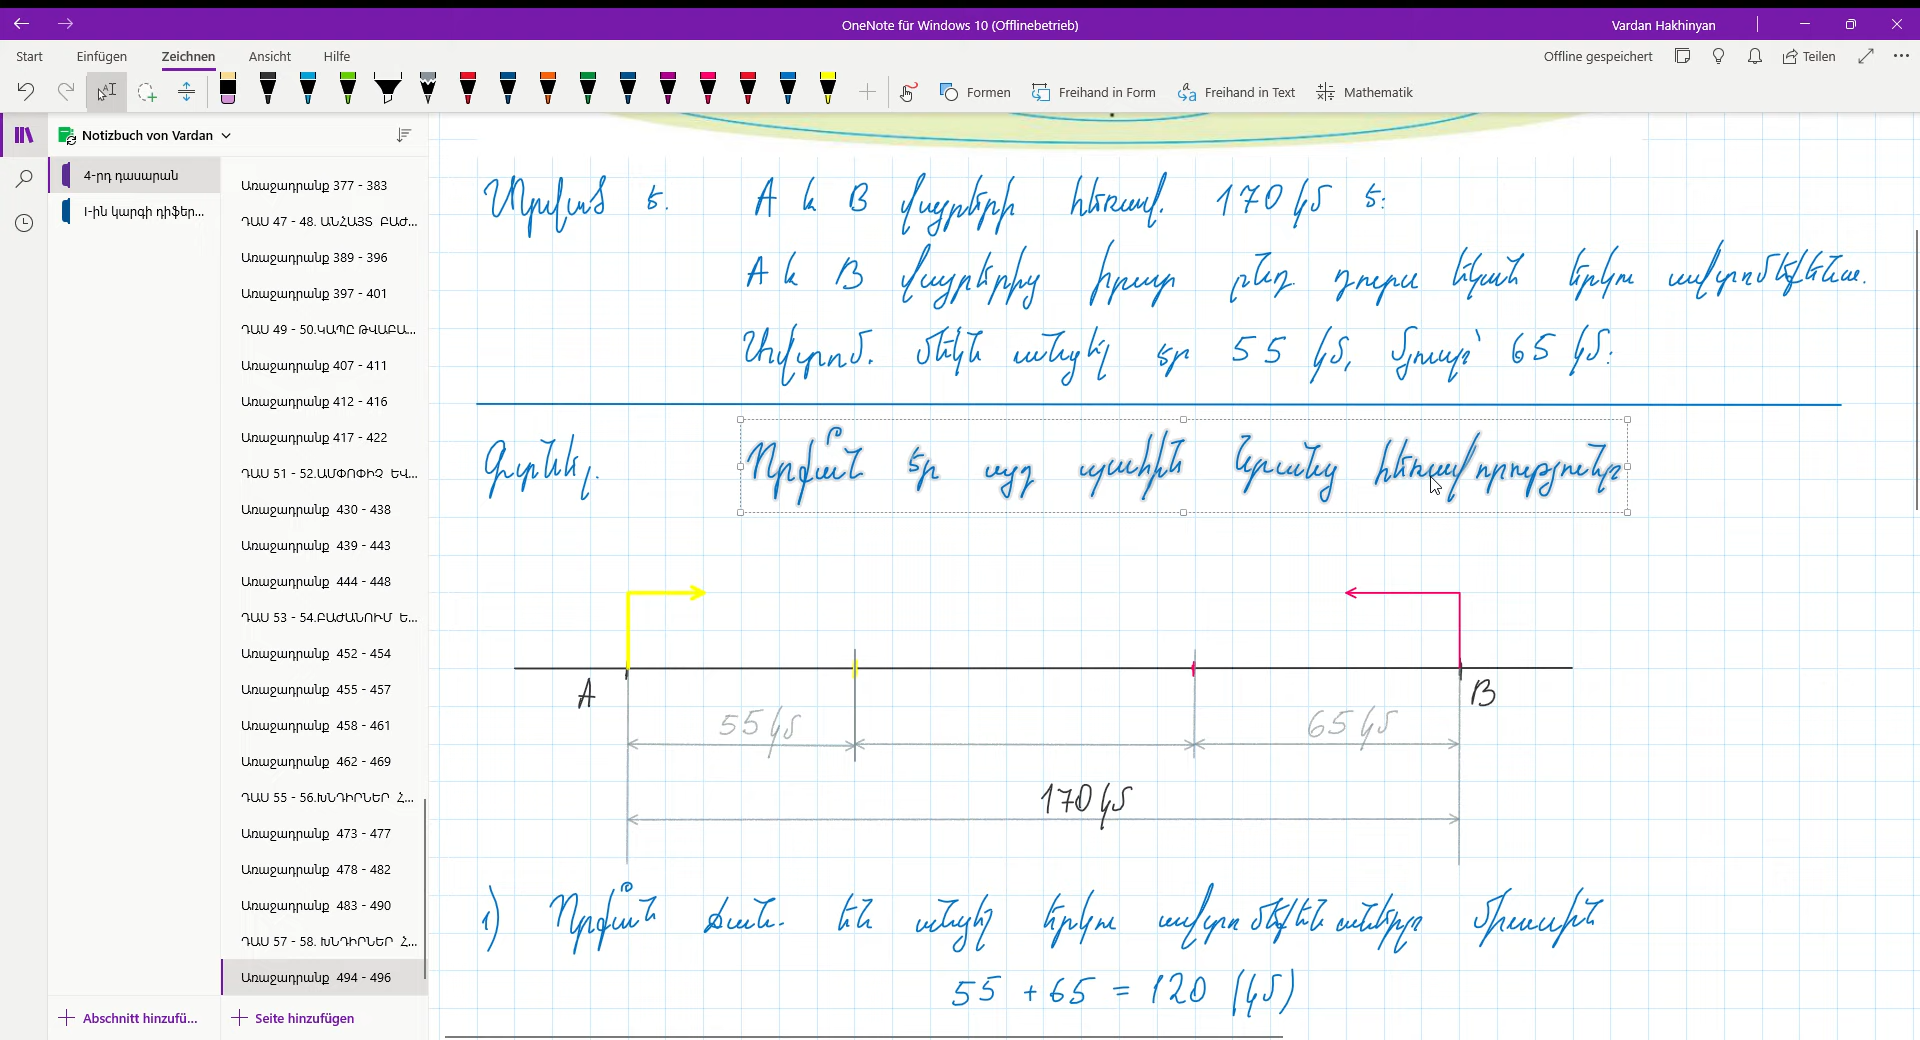 OneNote für Windows 10 (Offlinebetrieb)
Vardan Hakhinyan
Start Einfügen Zeichnen Ansicht Hilfe
Offline gespeichert Teilen
Formen Freihand in Form Freihand in Text Mathematik
Notizbuch von Vardan
4-րդ դասարան
I-ին կարգի դիֆեր...
Առաջադրանք 377 - 383
ԴԱՍ 47 - 48. ԱՆՀԱՅՏ ԲԱԺ...
Առաջադրանք 389 - 396
Առաջադրանք 397 - 401
ԴԱՍ 49 - 50.ԿԱՊԸ ԹՎԱԲԱ...
Առաջադրանք 407 - 411
Առաջադրանք 412 - 416
Առաջադրանք 417 - 422
ԴԱՍ 51 - 52.ԱՄՓՈՓԻՉ ԵՎ...
Առաջադրանք 430 - 438
Առաջադրանք 439 - 443
Առաջադրանք 444 - 448
ԴԱՍ 53 - 54.ԲԱԺԱՆՈՒՄ Ե...
Առաջադրանք 452 - 454
Առաջադրանք 455 - 457
Առաջադրանք 458 - 461
Առաջադրանք 462 - 469
ԴԱՍ 55 - 56.ԽՆԴԻՐՆԵՐ Հ...
Առաջադրանք 473 - 477
Առաջադրանք 478 - 482
Առաջադրանք 483 - 490
ԴԱՍ 57 - 58. ԽՆԴԻՐՆԵՐ Հ...
Առաջադրանք 494 - 496
Abschnitt hinzufü... Seite hinzufügen
Տրված է. A և B վայրերի հեռավ. 170 կմ է:
A և B վայրերից իրար ընդ. դուրս եկան երկու ավտոմեքենա.
Ավտոմ. մեկն անցել էր 55 կմ, մյուսը՝ 65 կմ:
Գտնել. Որքա՞ն էր այդ պահին նրանց հեռավորությունը
A B
55 կմ 65 կմ
170 կմ
1) Որքա՞ն ճան. են անցել երկու ավտոմեքենաները միասին
55 + 65 = 120 (կմ)